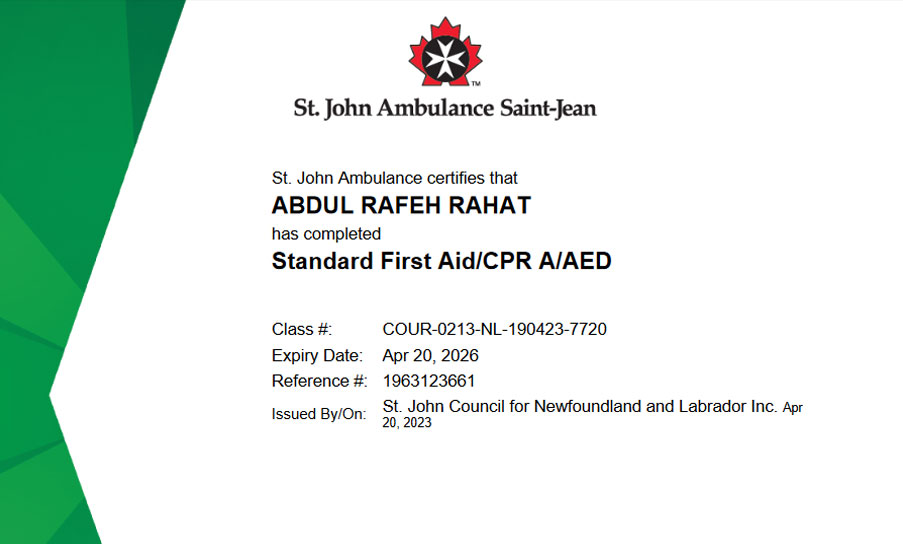 TM
St. John Ambulance Saint-Jean
St. John Ambulance certifies that
ABDUL RAFEH RAHAT
has completed
Standard First Aid/CPR A/AED
Class #: COUR-0213-NL-190423-7720
Expiry Date: Apr 20, 2026
Reference #: 1963123661
Issued By/On: St. John Council for Newfoundland and Labrador Inc. Apr
20, 2023